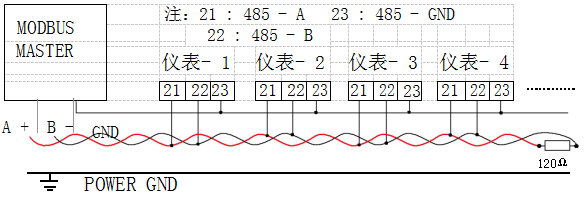 MODBUS
MASTER
注: 21 : 485 - A 23 : 485 - GND
22 : 485 - B
仪表- 1 仪表- 2 仪表- 3 仪表- 4
21 22 23 21 22 23 21 22 23 21 22 23
A + B - GND
120Ω
POWER GND